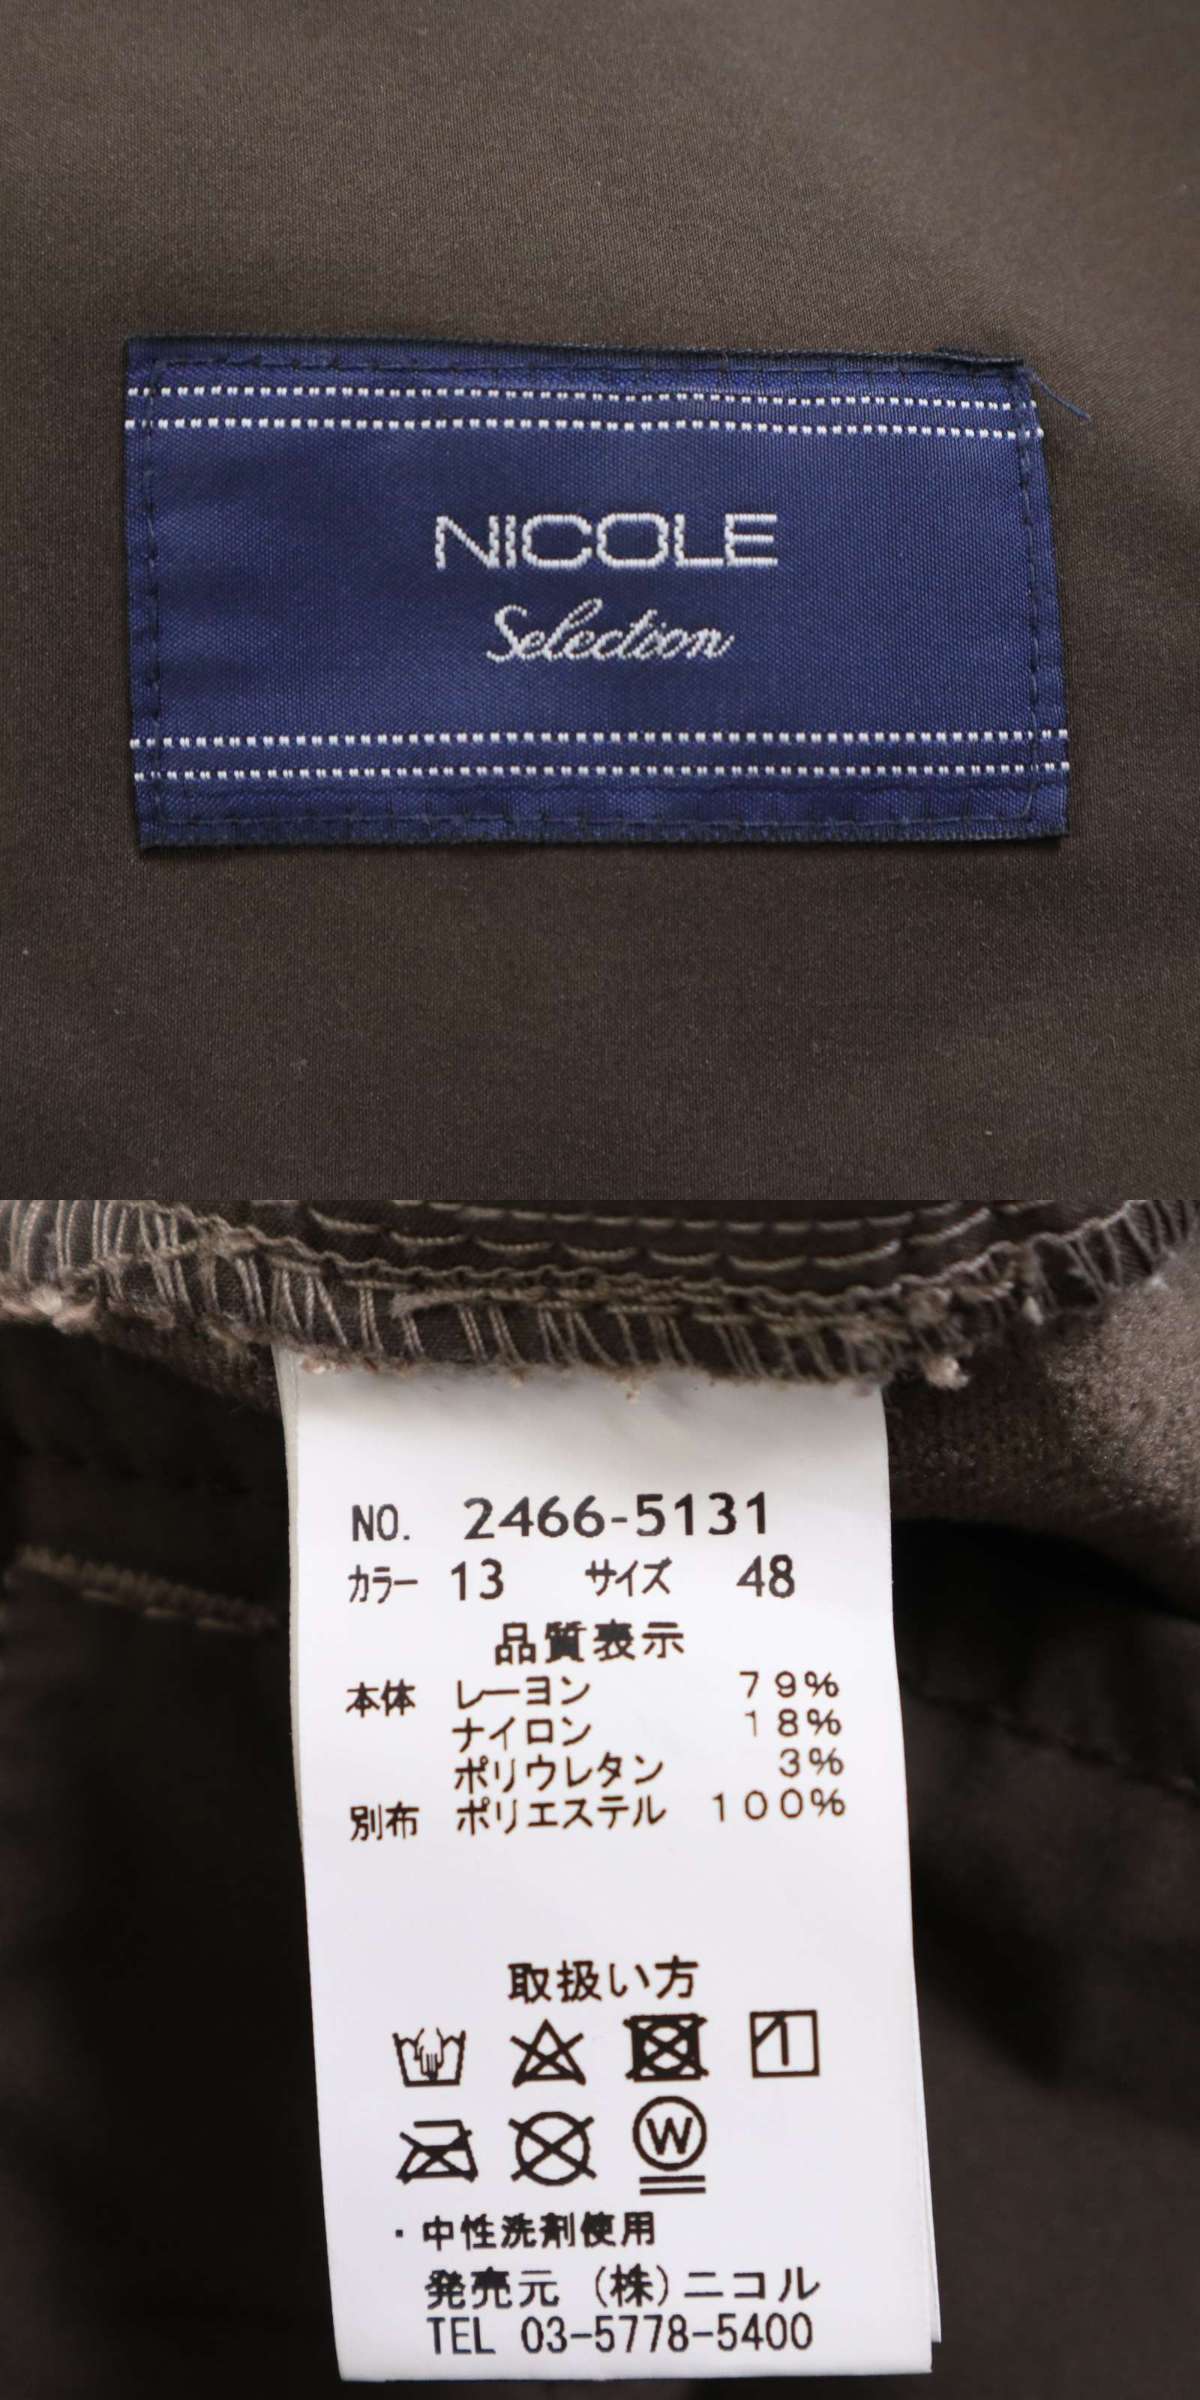 NICOLE
Selection
NO. 2466-5131
カラー 13 サイズ 48
品質表示
本体 レーヨン 79%
ナイロン 18%
ポリウレタン 3%
別布 ポリエステル 100%
取扱い方
W
・中性洗剤使用
発売元 (株)ニコル
TEL 03-5778-5400